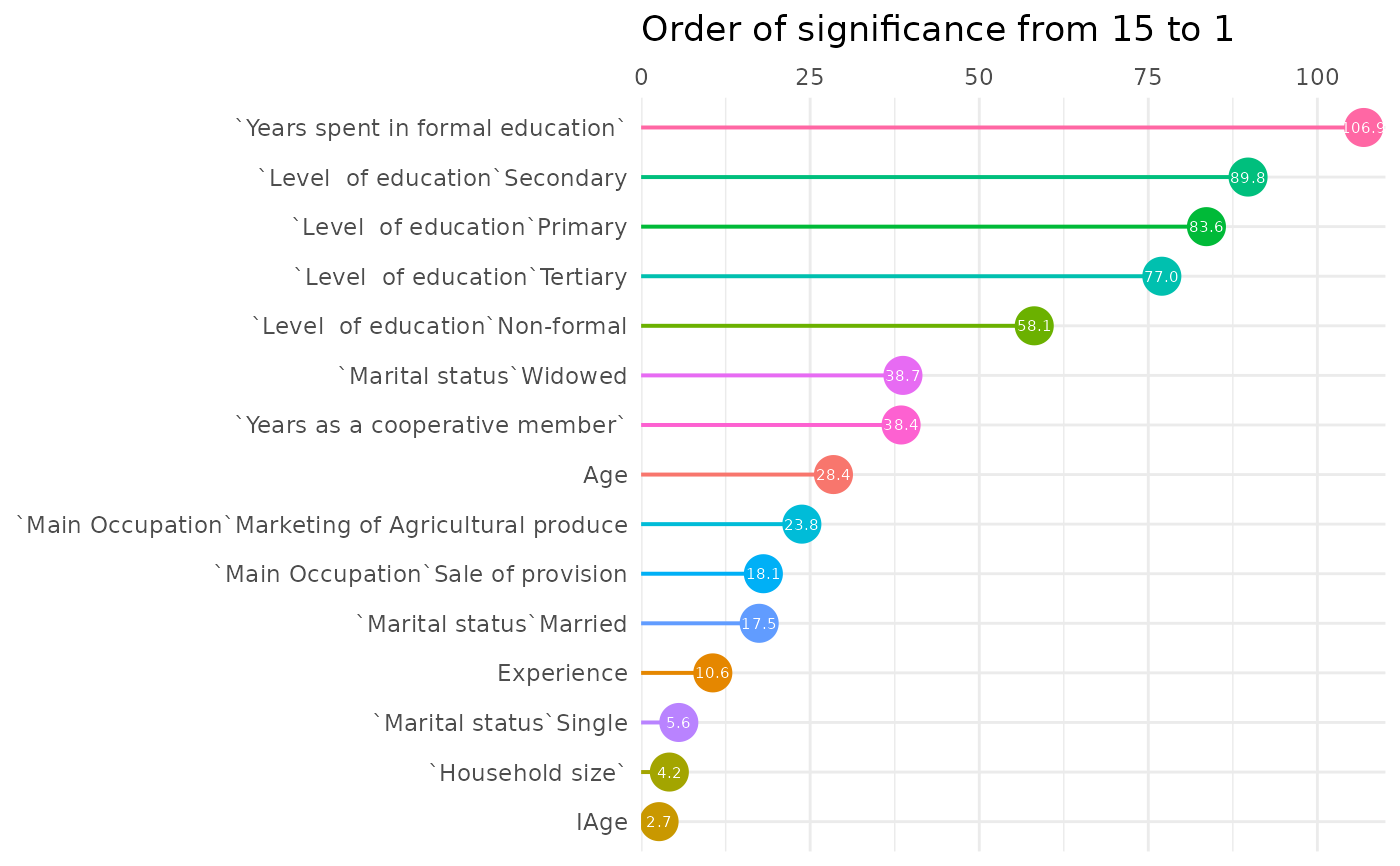 Order of significance from 15 to 1
0 25 50 75 100
`Years spent in formal education` 106.9
`Level  of education`Secondary 89.8
`Level  of education`Primary 83.6
`Level  of education`Tertiary 77.0
`Level  of education`Non-formal 58.1
`Marital status`Widowed 38.7
`Years as a cooperative member` 38.4
Age 28.4
`Main Occupation`Marketing of Agricultural produce 23.8
`Main Occupation`Sale of provision 18.1
`Marital status`Married 17.5
Experience 10.6
`Marital status`Single 5.6
`Household size` 4.2
IAge 2.7